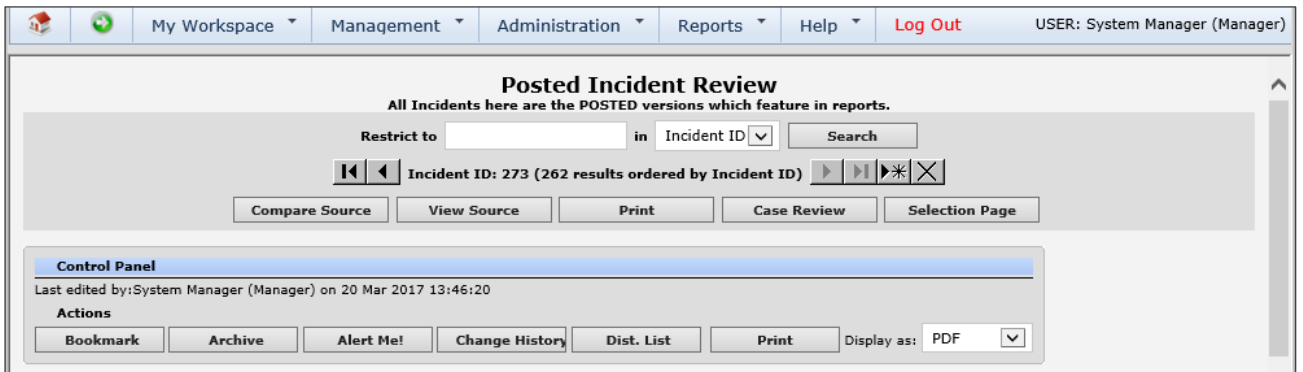 My Workspace Management Administration Reports Help Log Out USER: System Manager (Manager)
Posted Incident Review
All Incidents here are the POSTED versions which feature in reports.
Restrict to in Incident ID Search
Incident ID: 273 (262 results ordered by Incident ID)
Compare Source View Source Print Case Review Selection Page
Control Panel
Last edited by:System Manager (Manager) on 20 Mar 2017 13:46:20
Actions
Bookmark Archive Alert Me! Change History Dist. List Print Display as: PDF